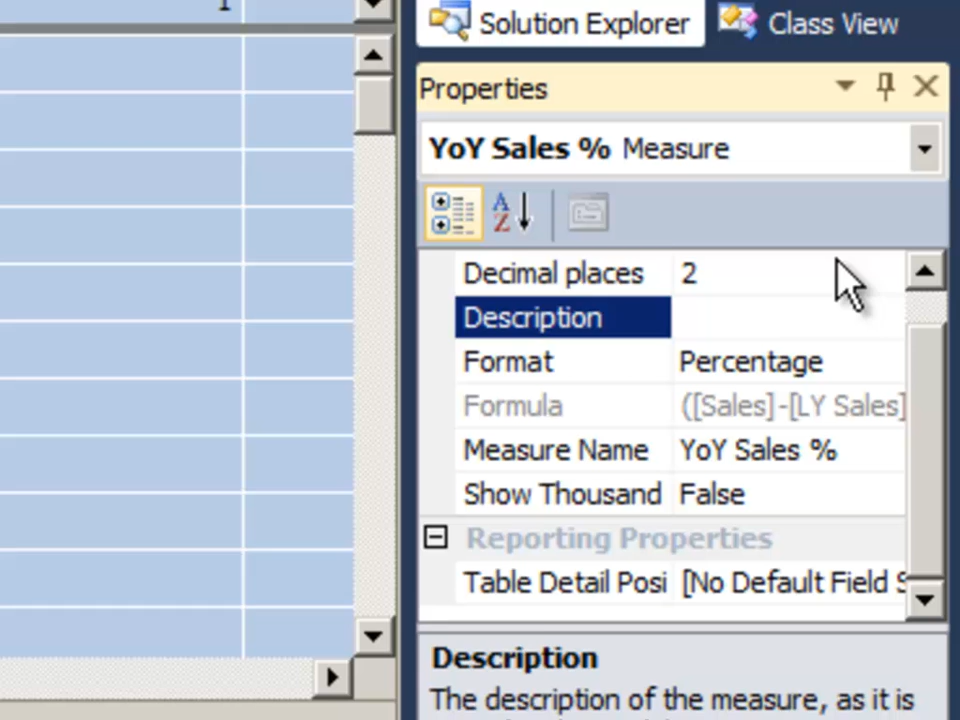 1
Solution Explorer Class View
Properties
YoY Sales % Measure
Decimal places 2
Description
Format Percentage
Formula ([Sales]-[LY Sales]
Measure Name YoY Sales %
Show Thousand False
Reporting Properties
Table Detail Posi [No Default Field S
Description
The description of the measure, as it is